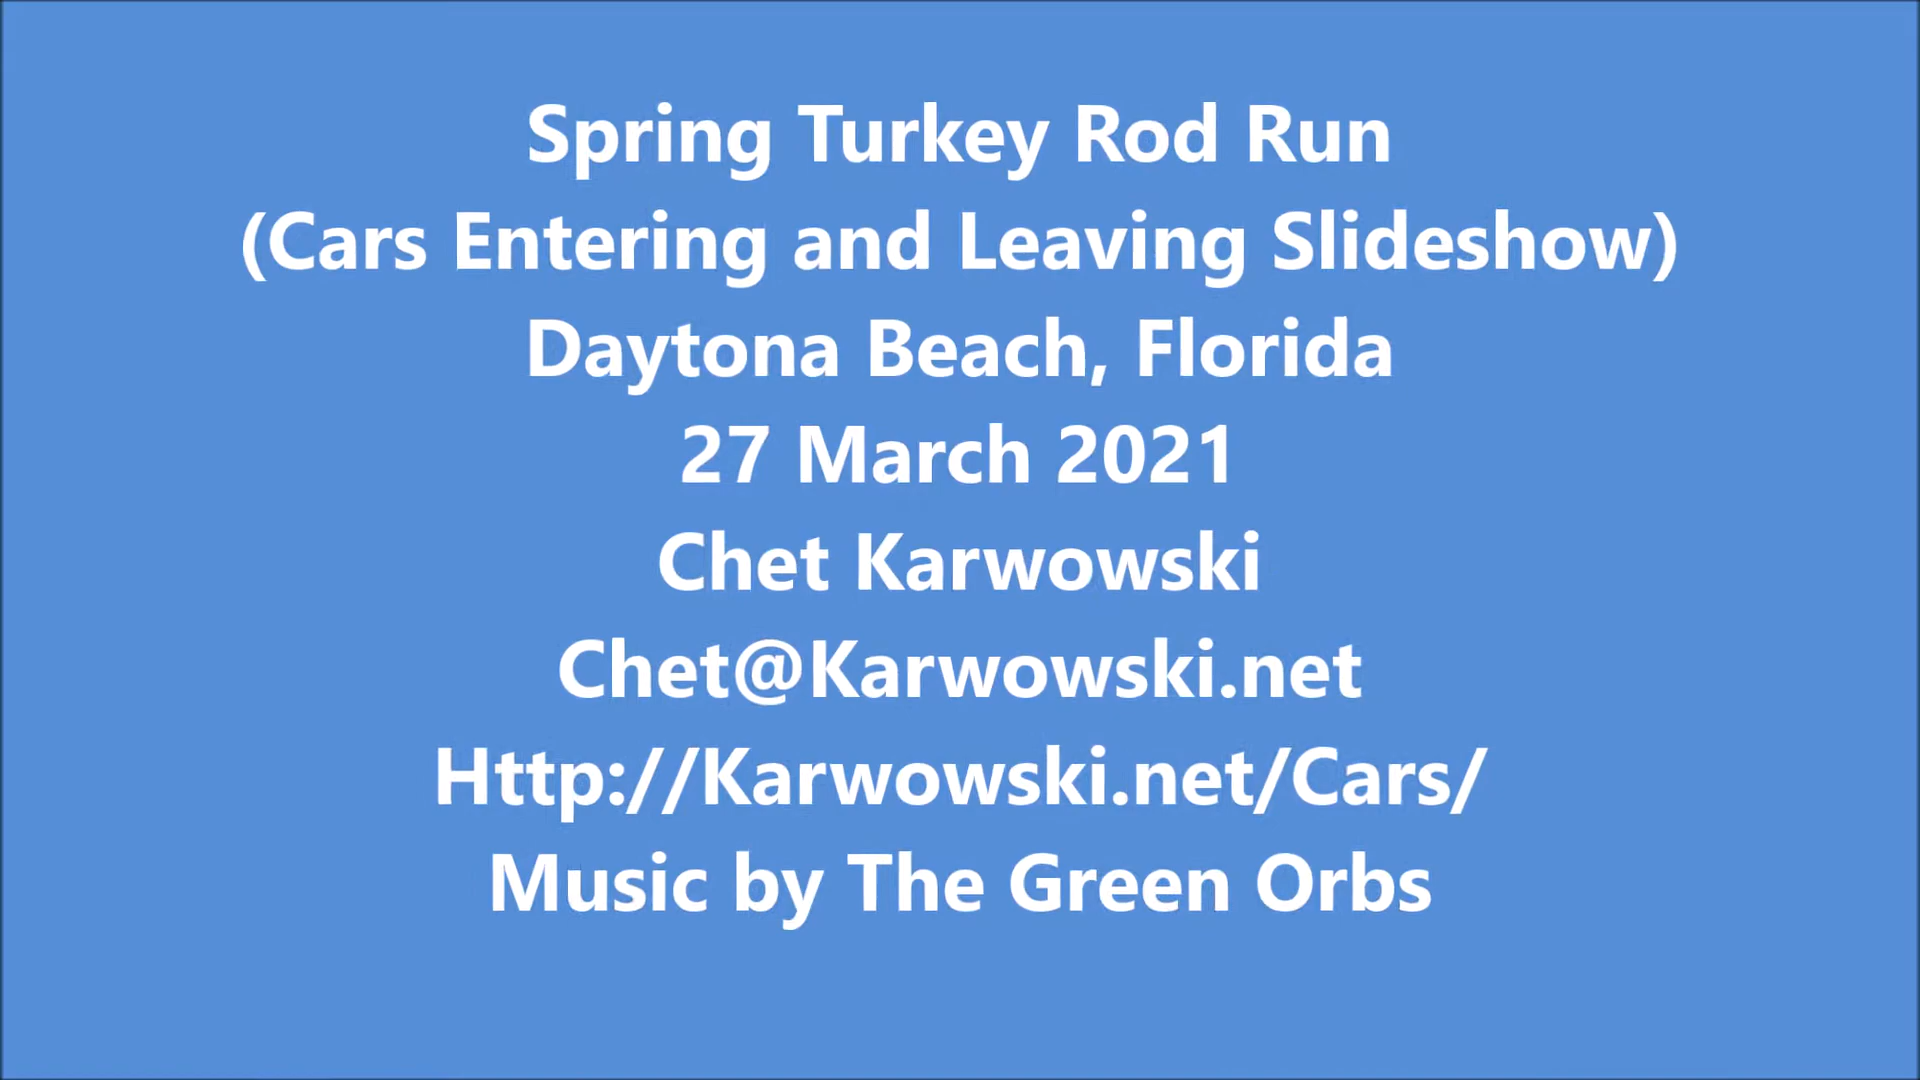 Spring Turkey Rod Run
(Cars Entering and Leaving Slideshow)
Daytona Beach, Florida
27 March 2021
Chet Karwowski
Chet@Karwowski.net
Http://Karwowski.net/Cars/
Music by The Green Orbs